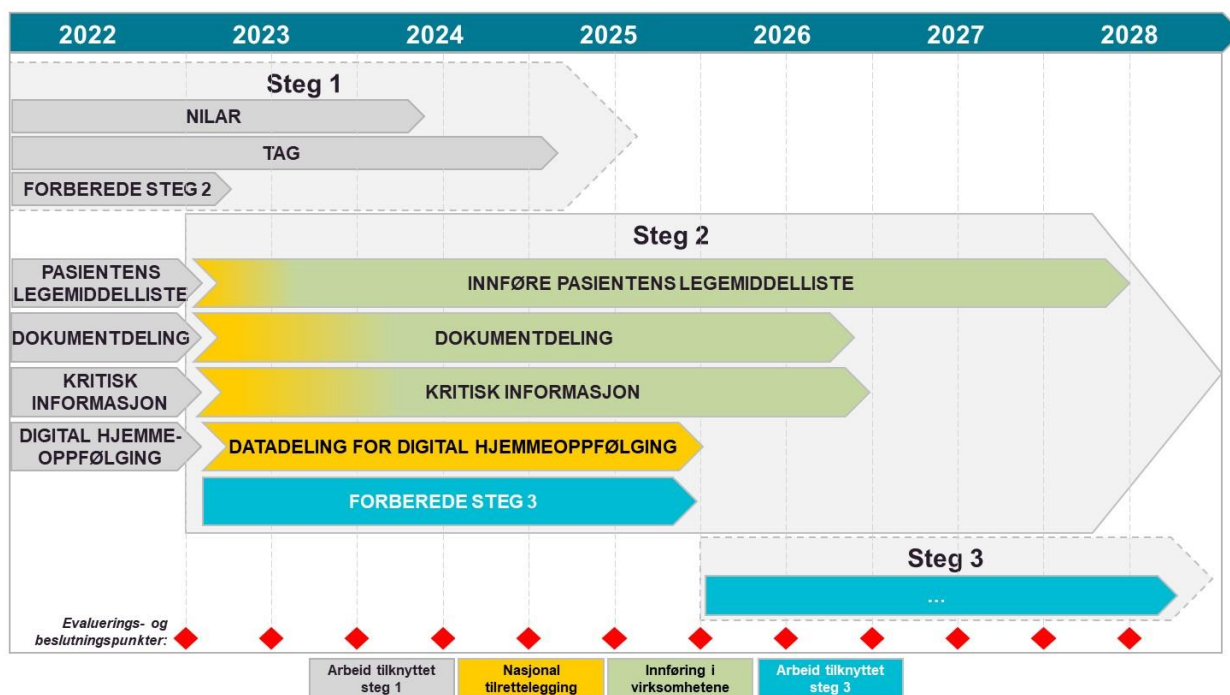 2022 2023 2024 2025 2026 2027 2028
Steg 1
NILAR
TAG
FORBEREDE STEG 2
Steg 2
PASIENTENS
LEGEMIDDELLISTE
INNFØRE PASIENTENS LEGEMIDDELLISTE
DOKUMENTDELING
DOKUMENTDELING
KRITISK
INFORMASJON
KRITISK INFORMASJON
DIGITAL HJEMME-
OPPFØLGING
DATADELING FOR DIGITAL HJEMMEOPPFØLGING
FORBEREDE STEG 3
Steg 3
...
Evaluerings- og
beslutningspunkter:
Arbeid tilknyttet
steg 1
Nasjonal
tilrettelegging
Innføring i
virksomhetene
Arbeid tilknyttet
steg 3